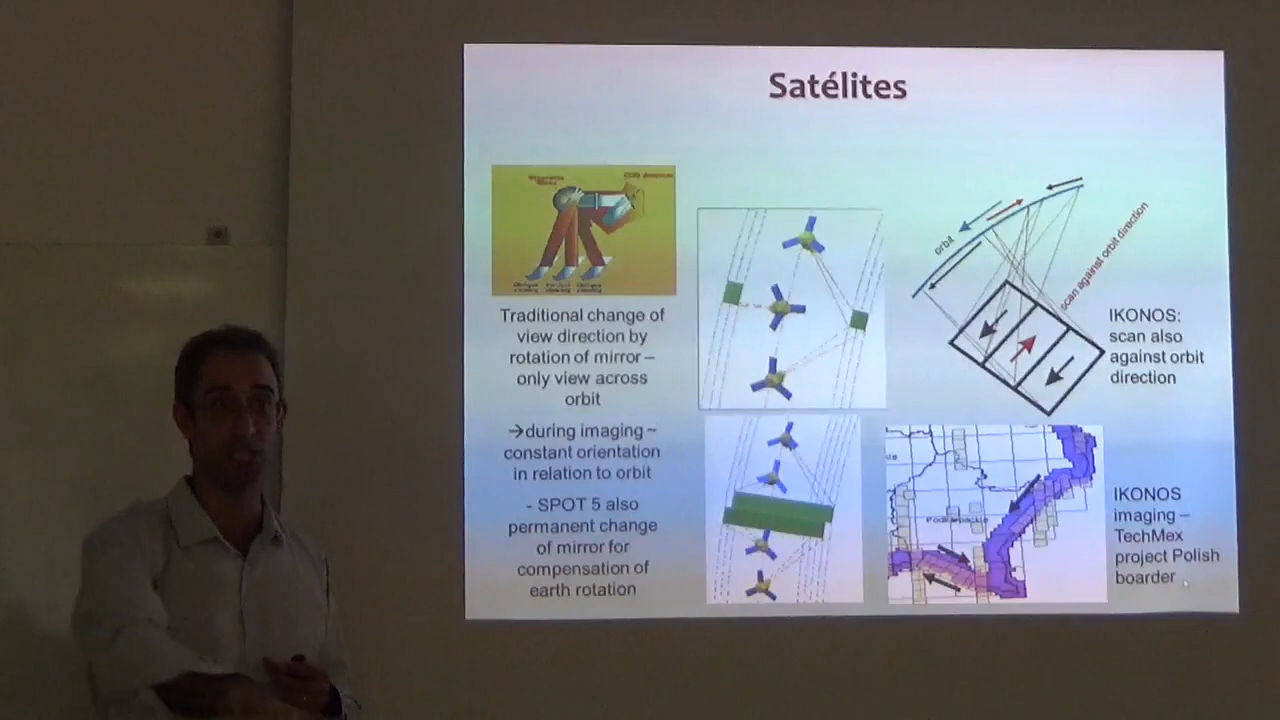 Satélites
Traditional change of
view direction by
rotation of mirror –
only view across
orbit
→during imaging ~
constant orientation
in relation to orbit
- SPOT 5 also
permanent change
of mirror for
compensation of
earth rotation
orbit
scan against orbit direction
IKONOS:
scan also
against orbit
direction
IKONOS
imaging –
TechMex
project Polish
boarder